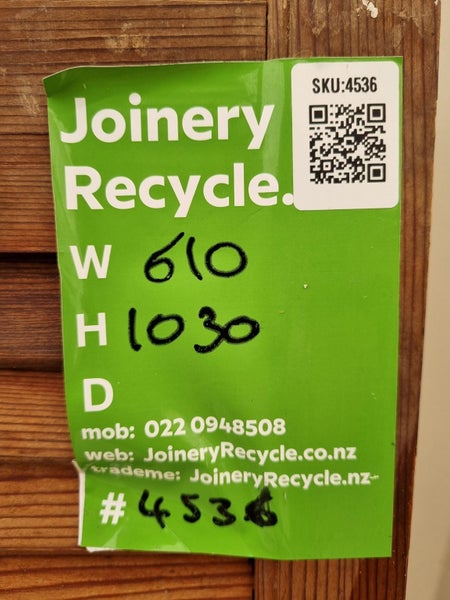 SKU:4536
Joinery
Recycle.
W 610
H 1030
D
mob: 022 0948508
web: JoineryRecycle.co.nz
trademe: JoineryRecycle.nz
# 4536